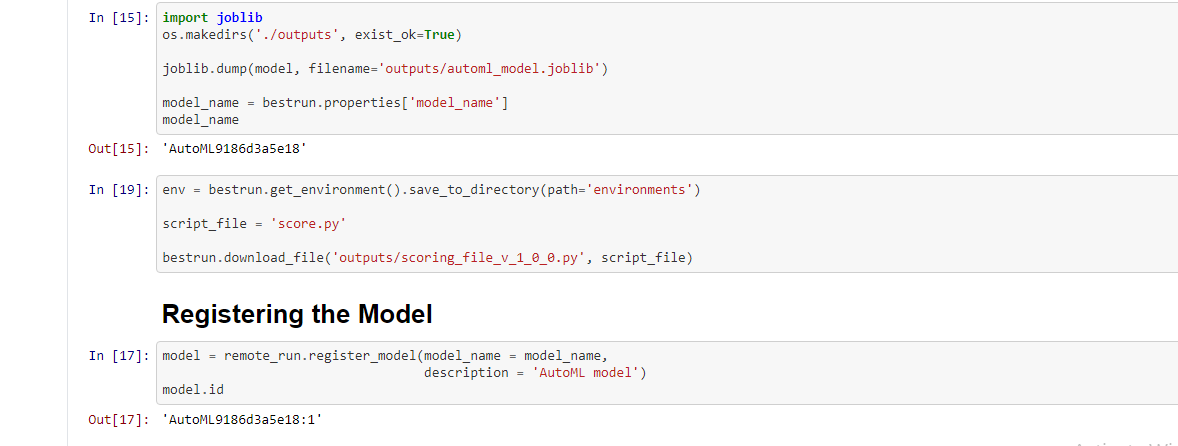 In [15]: import joblib
os.makedirs('./outputs', exist_ok=True)
joblib.dump(model, filename='outputs/automl_model.joblib')
model_name = bestrun.properties['model_name']
model_name
Out[15]: 'AutoML9186d3a5e18'
In [19]: env = bestrun.get_environment().save_to_directory(path='environments')
script_file = 'score.py'
bestrun.download_file('outputs/scoring_file_v_1_0_0.py', script_file)
Registering the Model
In [17]: model = remote_run.register_model(model_name = model_name,
description = 'AutoML model')
model.id
Out[17]: 'AutoML9186d3a5e18:1'